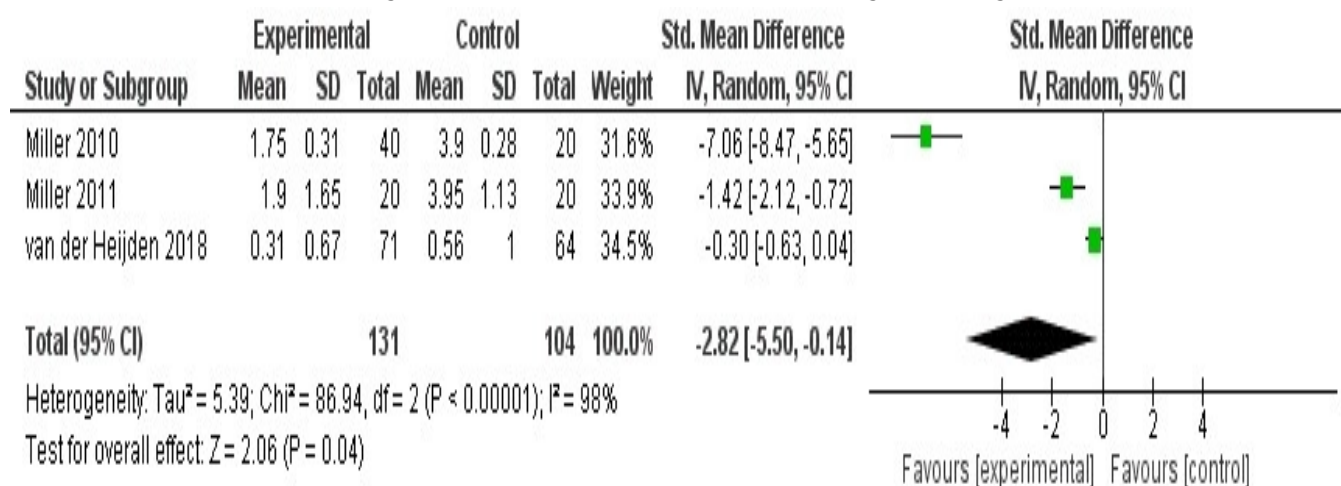 Experimental Control Std. Mean Difference Std. Mean Difference
Study or Subgroup Mean SD Total Mean SD Total Weight IV, Random, 95% CI IV, Random, 95% CI
Miller 2010 1.75 0.31 40 3.9 0.28 20 31.6% -7.06 [-8.47, -5.65]
Miller 2011 1.9 1.65 20 3.95 1.13 20 33.9% -1.42 [-2.12, -0.72]
van der Heijden 2018 0.31 0.67 71 0.56 1 64 34.5% -0.30 [-0.63, 0.04]
Total (95% CI) 131 104 100.0% -2.82 [-5.50, -0.14]
Heterogeneity: Tau² = 5.39; Chi² = 86.94, df = 2 (P < 0.00001); I² = 98%
Test for overall effect: Z = 2.06 (P = 0.04)
-4 -2 0 2 4
Favours [experimental] Favours [control]